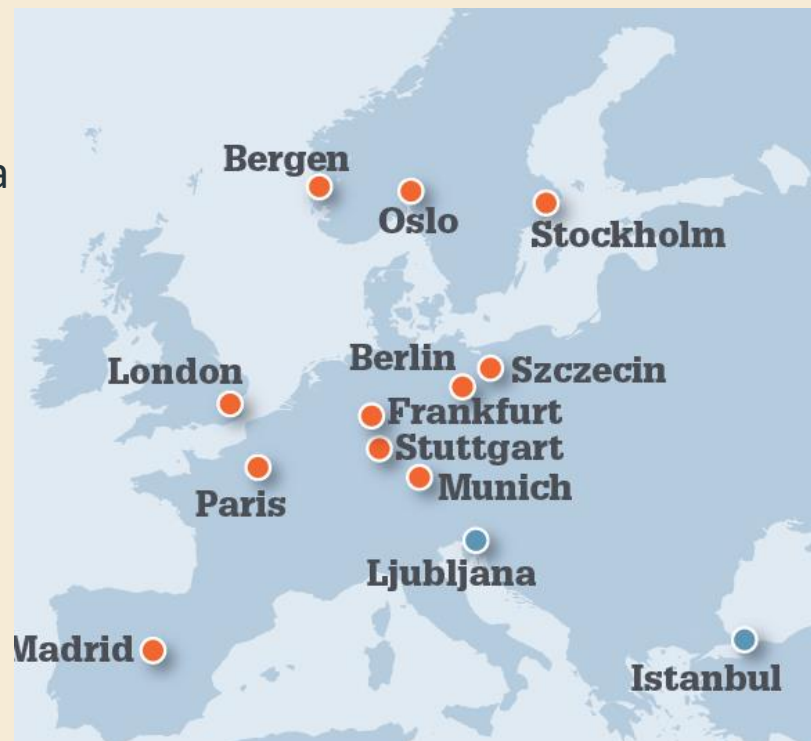 Bergen
a
Oslo
Stockholm
Berlin
Szczecin
London
Frankfurt
Stuttgart
Munich
Paris
Ljubljana
Madrid
Istanbul